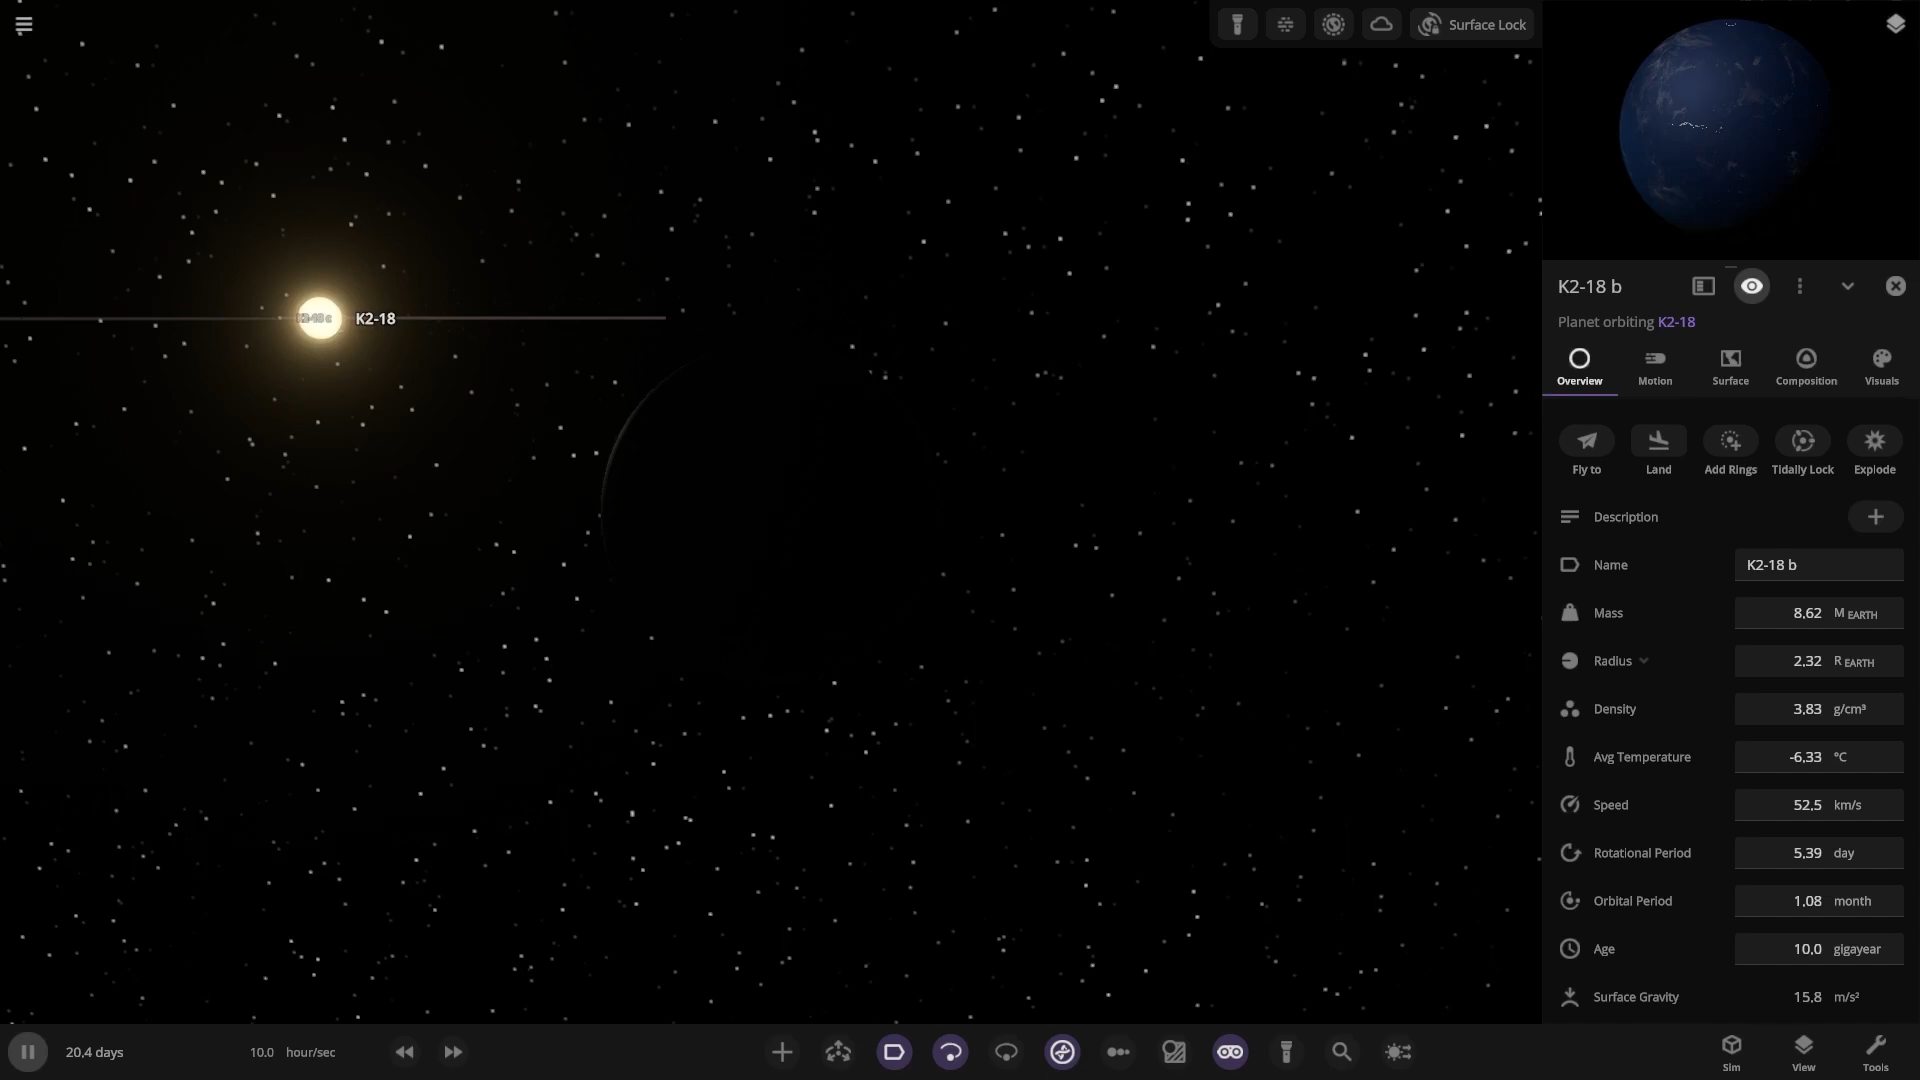 Surface Lock
K2-18
K2-18 b
Planet orbiting K2-18
Overview Motion Surface Composition Visuals
Fly to Land Add Rings Tidally Lock Explode
Description
Name K2-18 b
Mass 8,62 M EARTH
Radius 2,32 R EARTH
Density 3,83 g/cm³
Avg Temperature -6,33 °C
Speed 52,5 km/s
Rotational Period 5,39 day
Orbital Period 1,08 month
Age 10,0 gigayear
Surface Gravity 15,8 m/s²
20,4 days 10,0 hour/sec
Sim View Tools